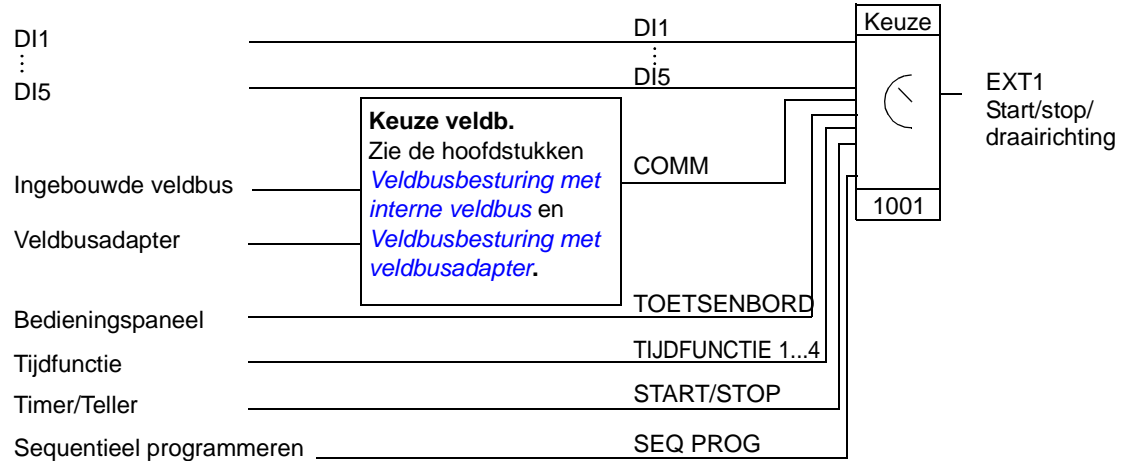 Keuze
DI1 DI1
DI5 DI5
EXT1
Start/stop/
draairichting
Keuze veldb.
Zie de hoofdstukken
Veldbusbesturing met
interne veldbus en
Veldbusbesturing met
veldbusadapter.
COMM
Ingebouwde veldbus
1001
Veldbusadapter
TOETSENBORD
Bedieningspaneel
TIJDFUNCTIE 1...4
Tijdfunctie
START/STOP
Timer/Teller
SEQ PROG
Sequentieel programmeren